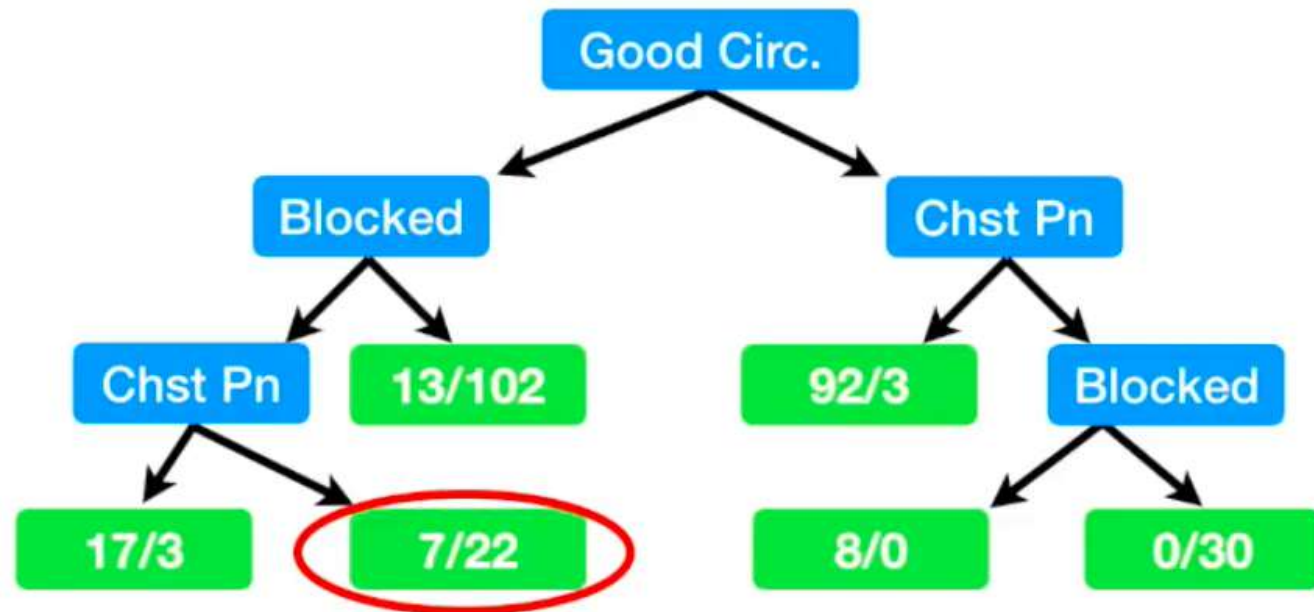 Good Circ.
Blocked
Chst Pn
Chst Pn
13/102
92/3
Blocked
17/3
7/22
8/0
0/30